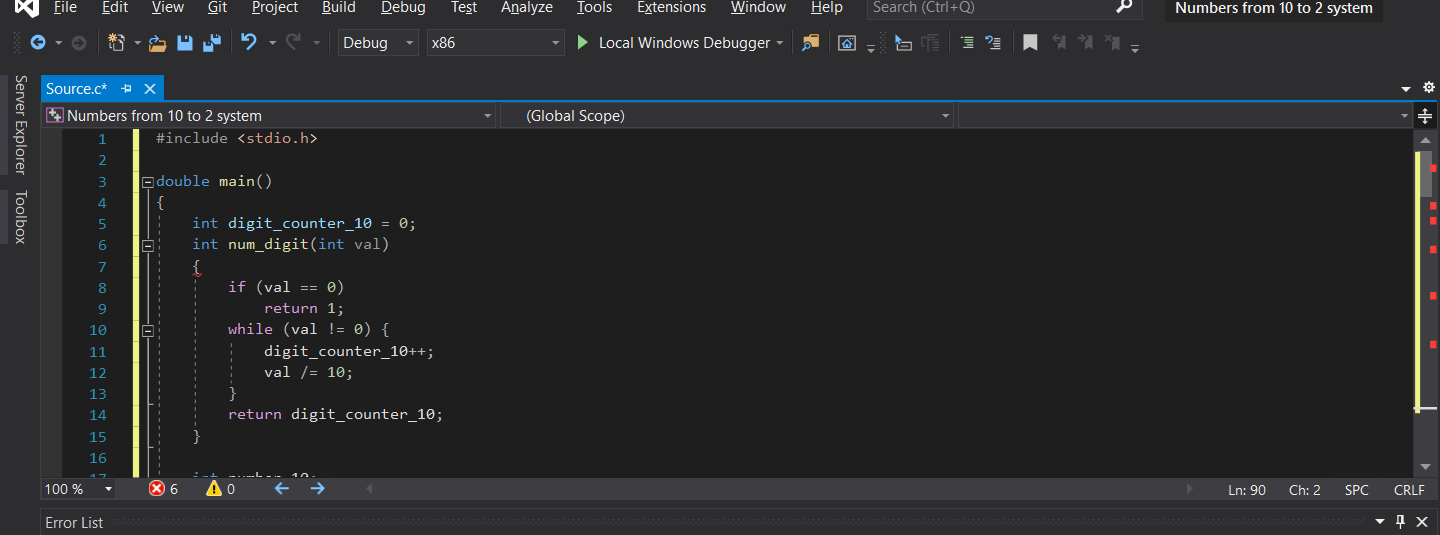 File Edit View Git Project Build Debug Test Analyze Tools Extensions Window Help Search (Ctrl+Q) Numbers from 10 to 2 system
Debug x86 Local Windows Debugger
Server Explorer
Toolbox
Source.c*
Numbers from 10 to 2 system (Global Scope)
1 #include <stdio.h>
2
3 double main()
4 {
5 int digit_counter_10 = 0;
6 int num_digit(int val)
7 {
8 if (val == 0)
9 return 1;
10 while (val != 0) {
11 digit_counter_10++;
12 val /= 10;
13 }
14 return digit_counter_10;
15 }
16
17 int number_10;
100 % 6 0 Ln: 90 Ch: 2 SPC CRLF
Error List